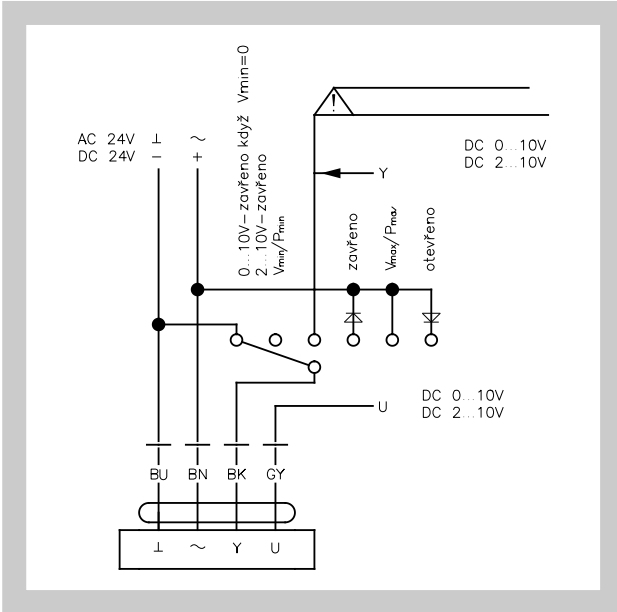 AC 24V ⊥ ~
DC 24V − +
0...10V−zavřeno když Vmin=0
2...10V−zavřeno
Vmin/Pmin
!
DC 0...10V
DC 2...10V
Y
zavřeno
Vmax/Pmax
otevřeno
U
DC 0...10V
DC 2...10V
BU BN BK GY
⊥ ~ Y U